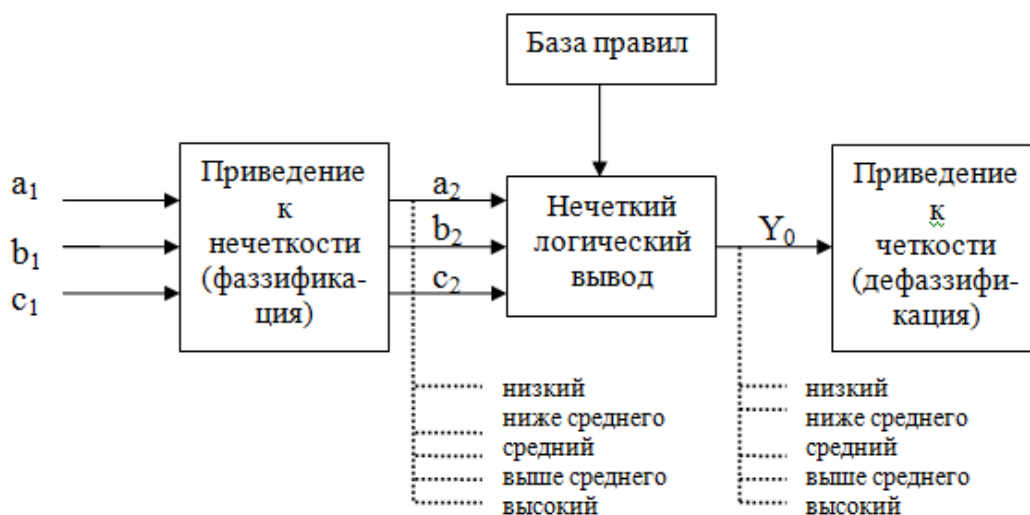 База правил
a₁
b₁
c₁
Приведение
к
нечеткости
(фаззифика-
ция)
a₂
b₂
c₂
Нечеткий
логический
вывод
Y₀
Приведение
к
четкости
(дефаззифи-
кация)
низкий
ниже среднего
средний
выше среднего
высокий
низкий
ниже среднего
средний
выше среднего
высокий